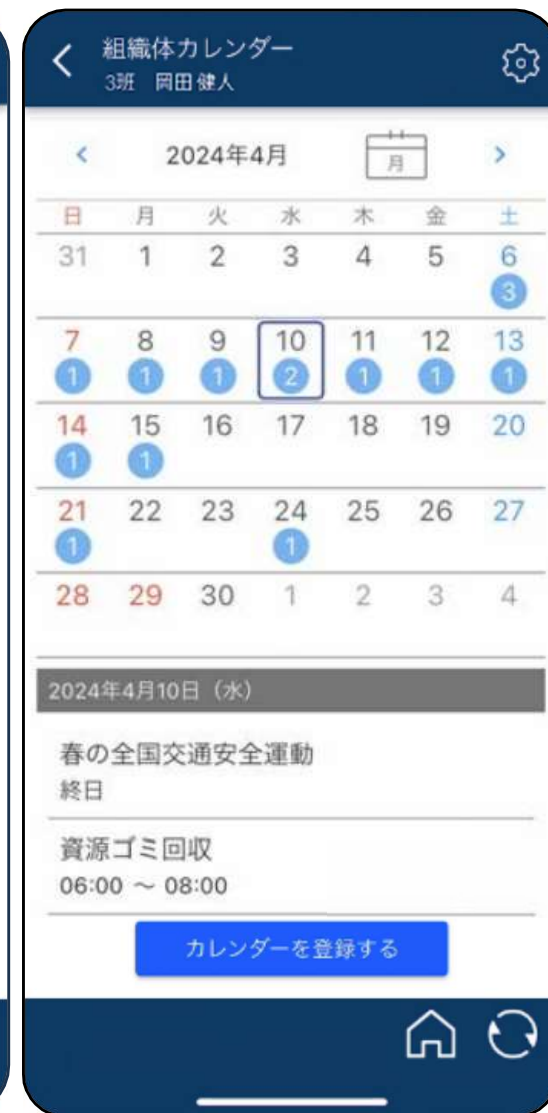 組織体カレンダー
3班 岡田健人
2024年4月
月
日 月 火 水 木 金 土
31 1 2 3 4 5 6
3
7 8 9 10 11 12 13
1 1 1 2 1 1 1
14 15 16 17 18 19 20
1 1
21 22 23 24 25 26 27
1 1
28 29 30 1 2 3 4
2024年4月10日（水）
春の全国交通安全運動
終日
資源ゴミ回収
06:00 ～ 08:00
カレンダーを登録する